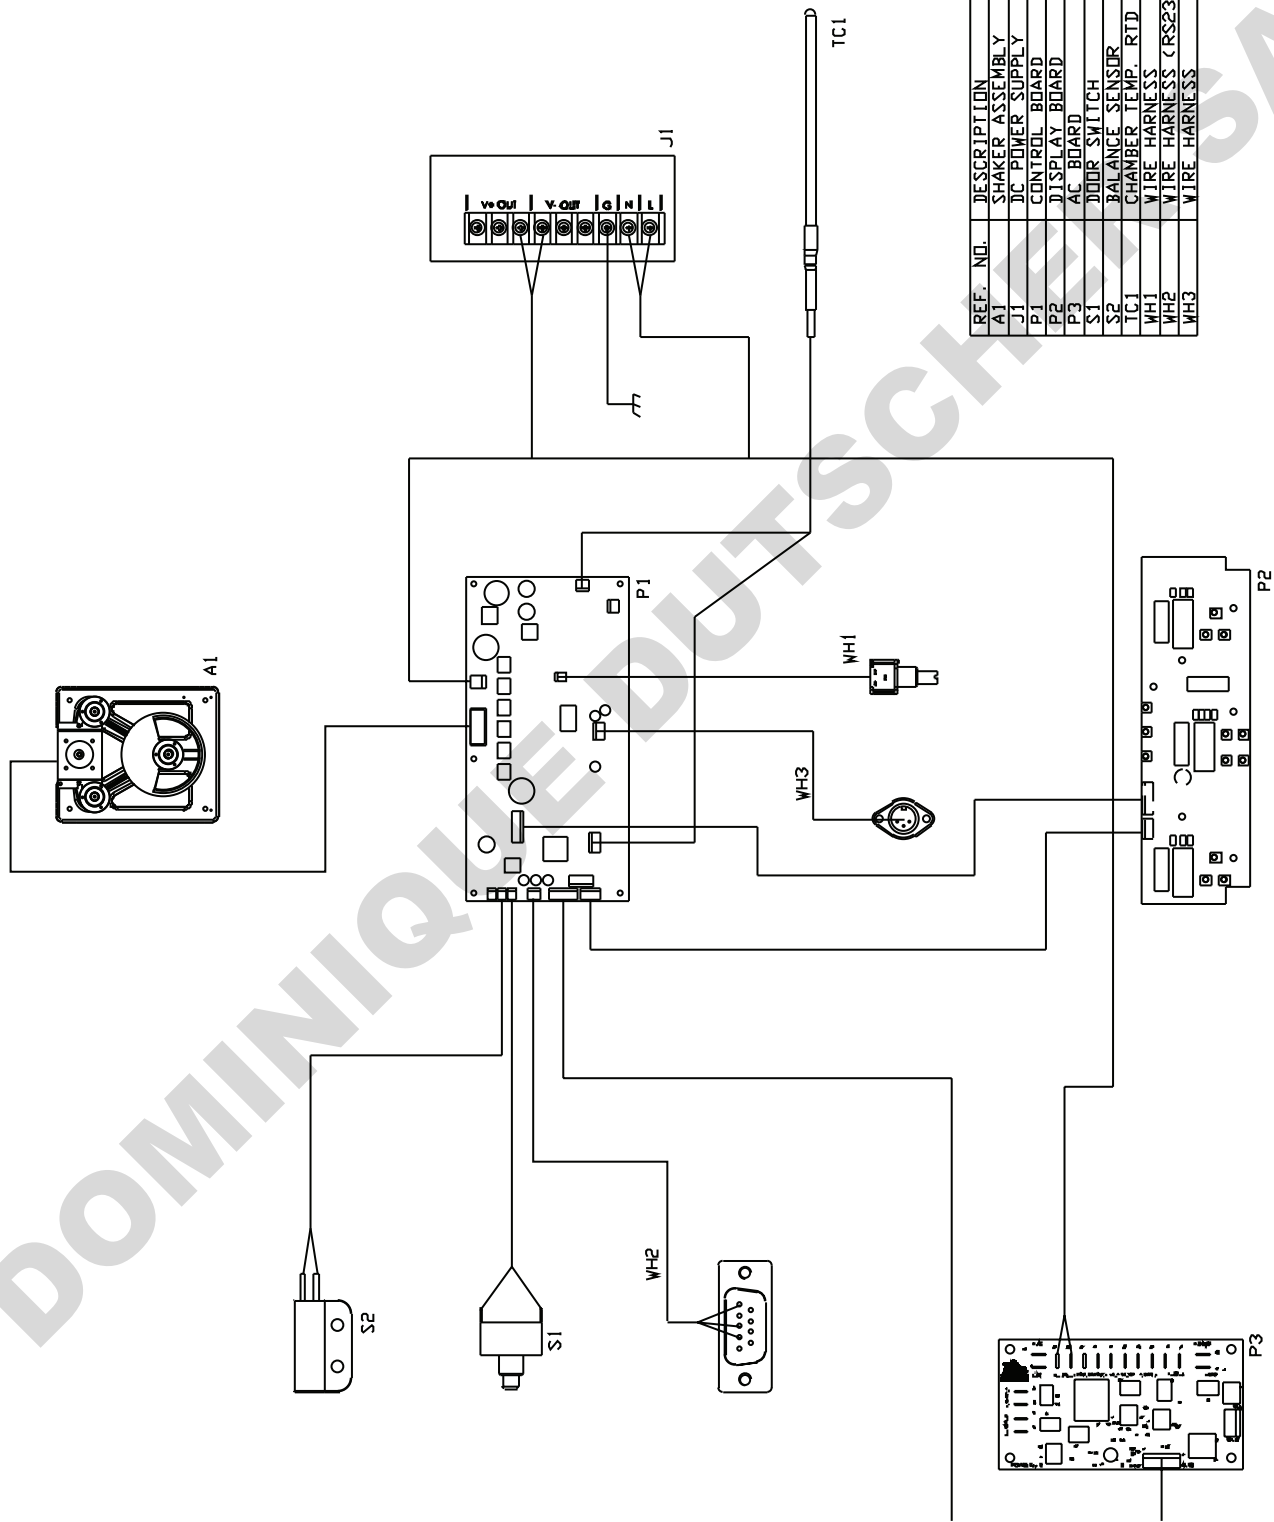 REF. NO. DESCRIPTION
A1 SHAKER ASSEMBLY
J1 DC POWER SUPPLY
P1 CONTROL BOARD
P2 DISPLAY BOARD
P3 AC BOARD
S1 DOOR SWITCH
S2 BALANCE SENSOR
TC1 CHAMBER TEMP. RTD
WH1 WIRE HARNESS
WH2 WIRE HARNESS (RS23
WH3 WIRE HARNESS
TC1
J1
V+ OUT V- OUT G N L
P1
P2
A1
WH1
WH3
WH2
S2
S1
P3
DOMINIQUE DUTSCHER SA